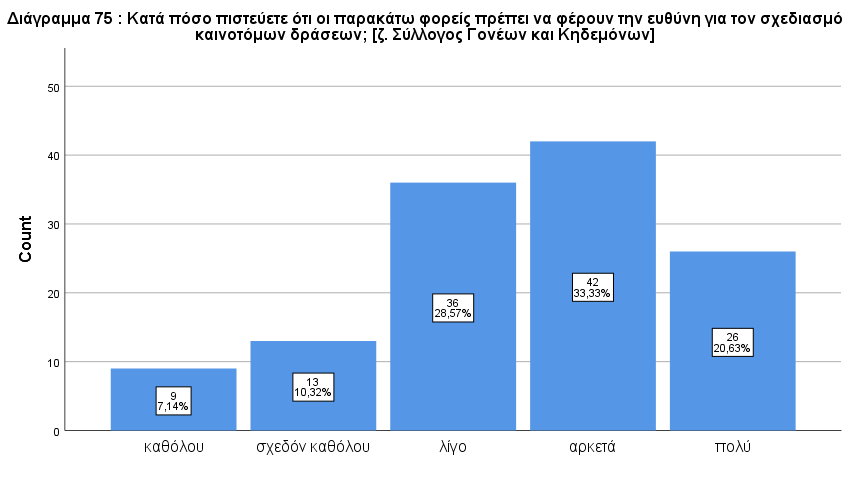 Διάγραμμα 75 : Κατά πόσο πιστεύετε ότι οι παρακάτω φορείς πρέπει να φέρουν την ευθύνη για τον σχεδιασμό
καινοτόμων δράσεων; [ζ. Σύλλογος Γονέων και Κηδεμόνων]
Count
50
40
30
20
10
0
9
7,14%
13
10,32%
36
28,57%
42
33,33%
26
20,63%
καθόλου
σχεδόν καθόλου
λίγο
αρκετά
πολύ